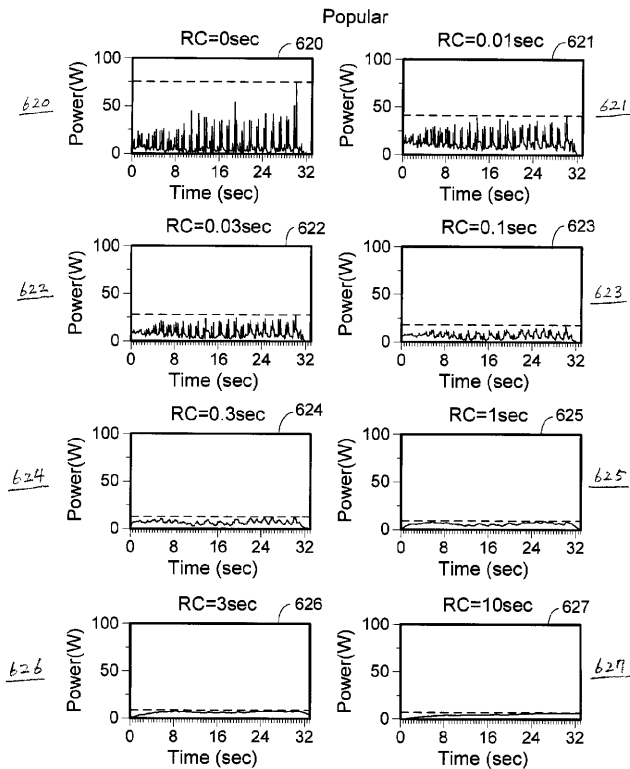 Popular
RC=0sec
620
620
Power(W)
100
50
0
0 8 16 24 32
Time (sec)
RC=0.01sec
621
621
Power(W)
100
50
0
0 8 16 24 32
Time (sec)
RC=0.03sec
622
622
Power(W)
100
50
0
0 8 16 24 32
Time (sec)
RC=0.1sec
623
623
Power(W)
100
50
0
0 8 16 24 32
Time (sec)
RC=0.3sec
624
624
Power(W)
100
50
0
0 8 16 24 32
Time (sec)
RC=1sec
625
625
Power(W)
100
50
0
0 8 16 24 32
Time (sec)
RC=3sec
626
626
Power(W)
100
50
0
0 8 16 24 32
Time (sec)
RC=10sec
627
627
Power(W)
100
50
0
0 8 16 24 32
Time (sec)